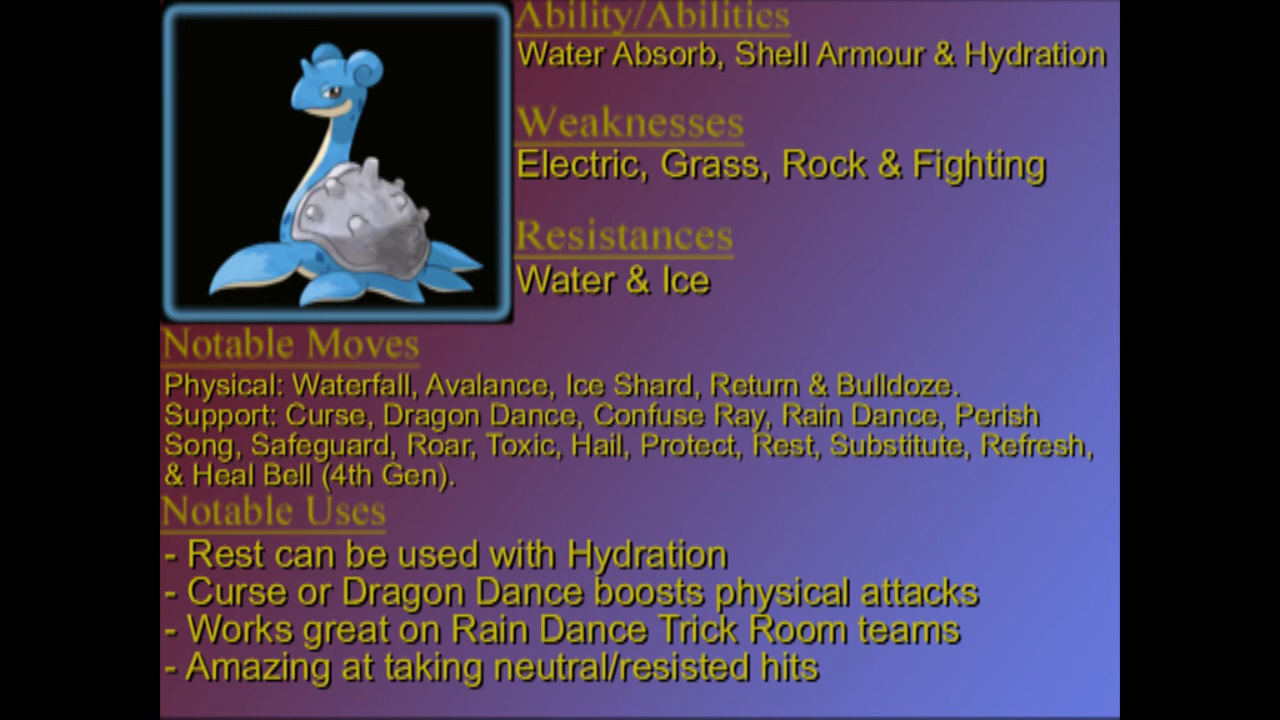 Ability/Abilities
Water Absorb, Shell Armour & Hydration
Weaknesses
Electric, Grass, Rock & Fighting
Resistances
Water & Ice
Notable Moves
Physical: Waterfall, Avalance, Ice Shard, Return & Bulldoze.
Support: Curse, Dragon Dance, Confuse Ray, Rain Dance, Perish
Song, Safeguard, Roar, Toxic, Hail, Protect, Rest, Substitute, Refresh,
& Heal Bell (4th Gen).
Notable Uses
- Rest can be used with Hydration
- Curse or Dragon Dance boosts physical attacks
- Works great on Rain Dance Trick Room teams
- Amazing at taking neutral/resisted hits